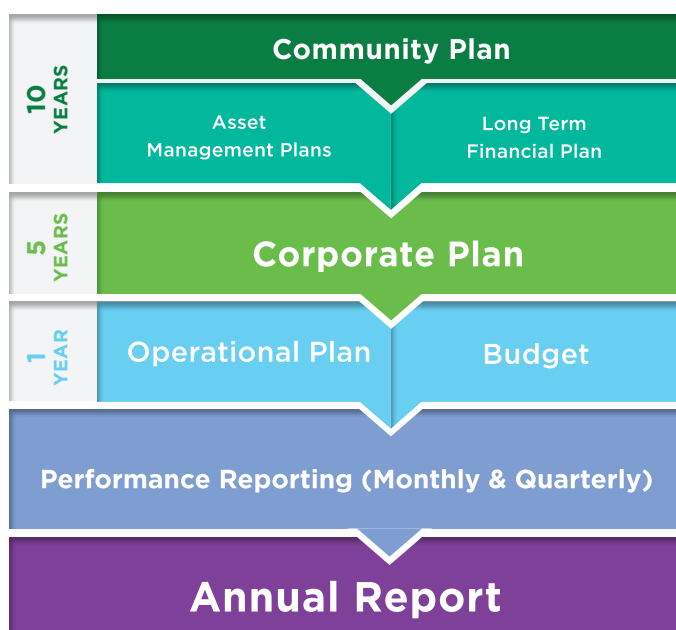 10
YEARS
Community Plan
Asset
Management Plans
Long Term
Financial Plan
5
YEARS
Corporate Plan
1
YEAR
Operational Plan
Budget
Performance Reporting (Monthly & Quarterly)
Annual Report